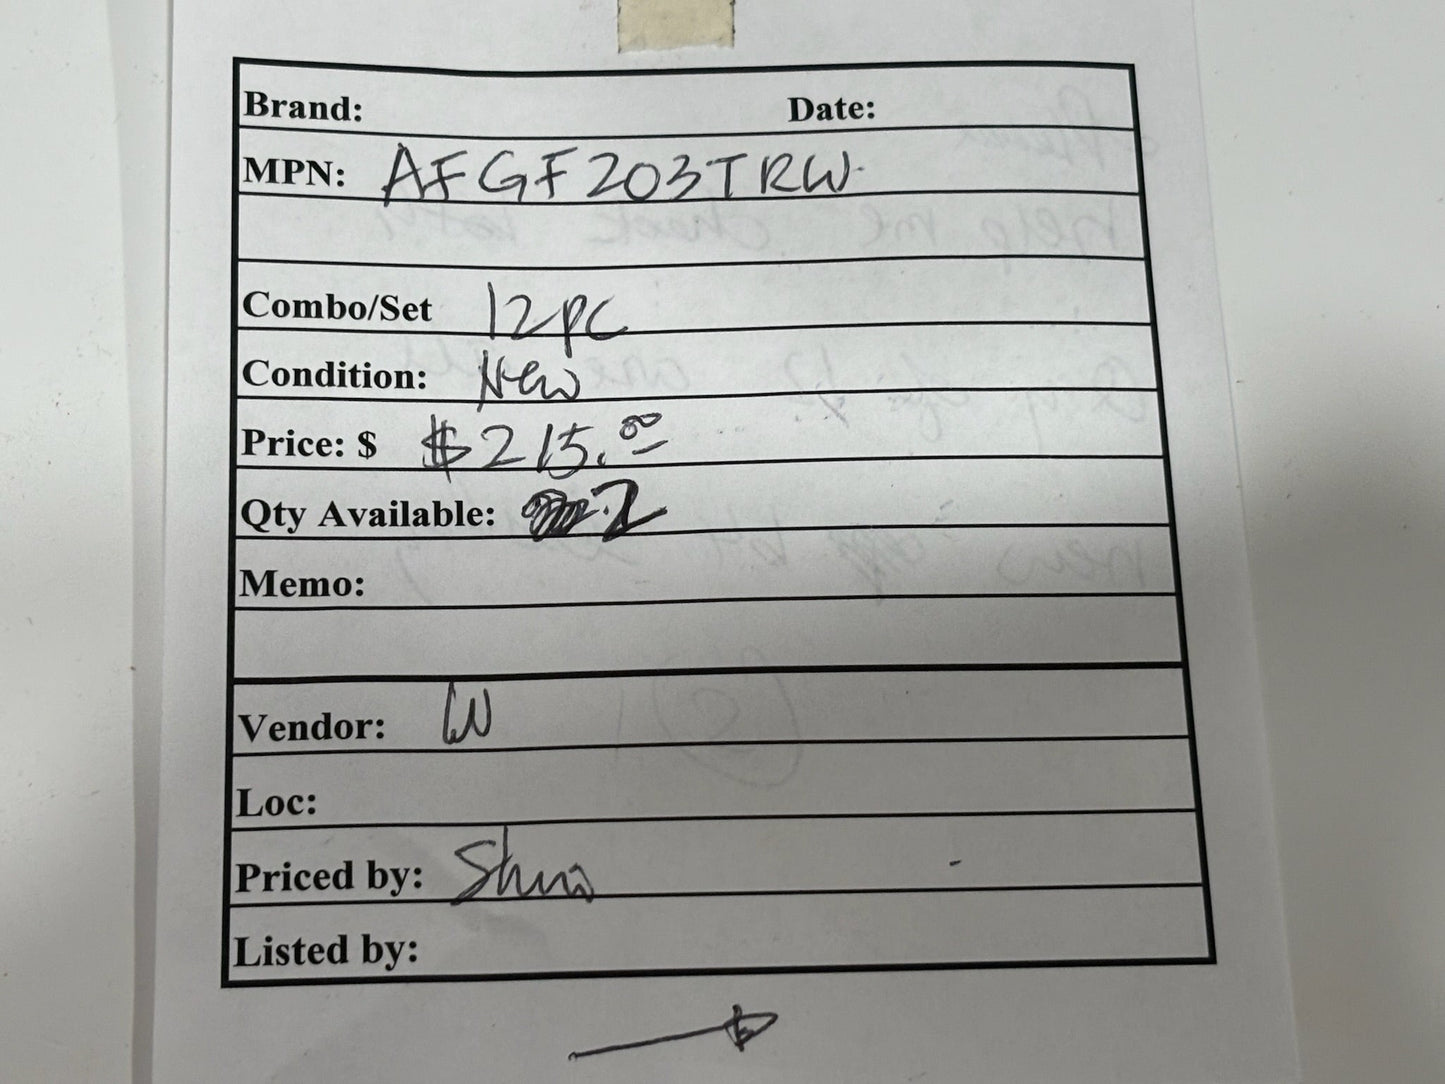 Brand: Date:
MPN: AFGF203TRW
Combo/Set 12pc
Condition: New
Price: $ $215.00
Qty Available: 2
Memo:
Vendor: W
Loc:
Priced by:
Listed by: